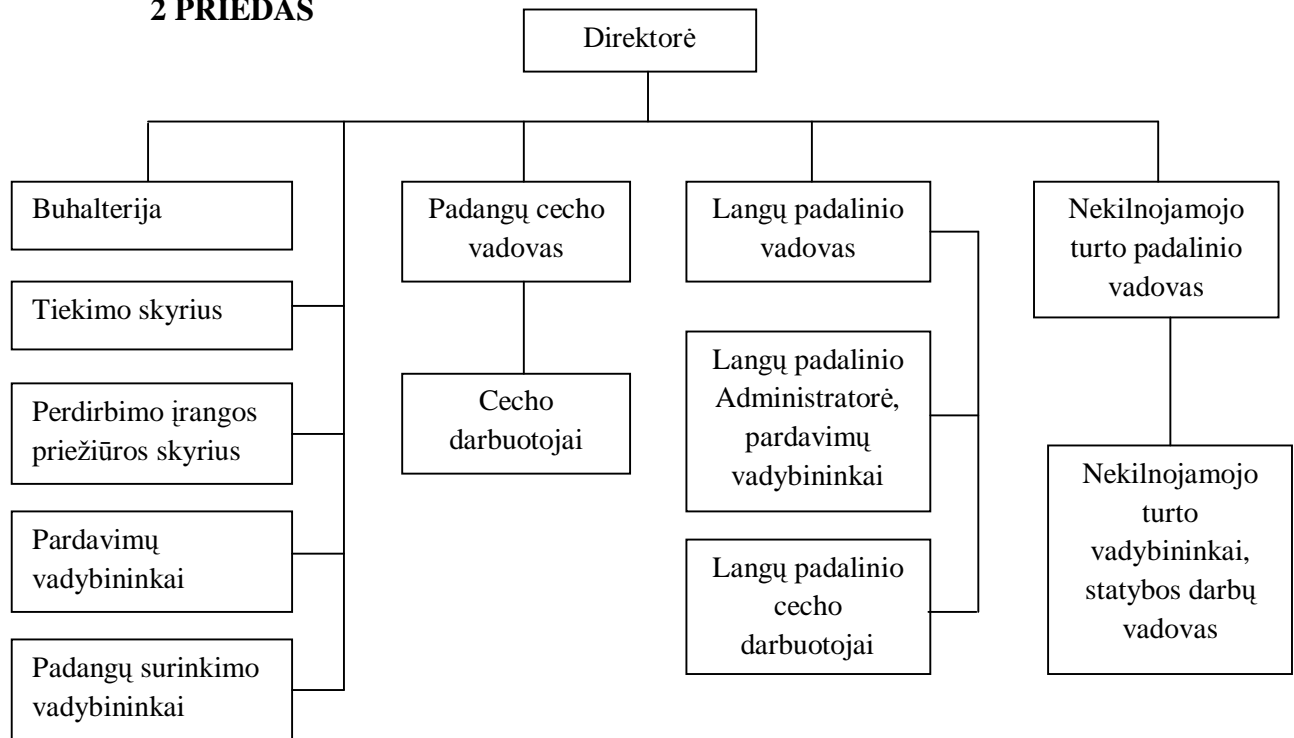 2 PRIEDAS
Direktorė
Buhalterija
Tiekimo skyrius
Perdirbimo įrangos
priežiūros skyrius
Pardavimų
vadybininkai
Padangų surinkimo
vadybininkai
Padangų cecho
vadovas
Cecho
darbuotojai
Langų padalinio
vadovas
Langų padalinio
Administratorė,
pardavimų
vadybininkai
Langų padalinio
cecho
darbuotojai
Nekilnojamojo
turto padalinio
vadovas
Nekilnojamojo
turto
vadybininkai,
statybos darbų
vadovas